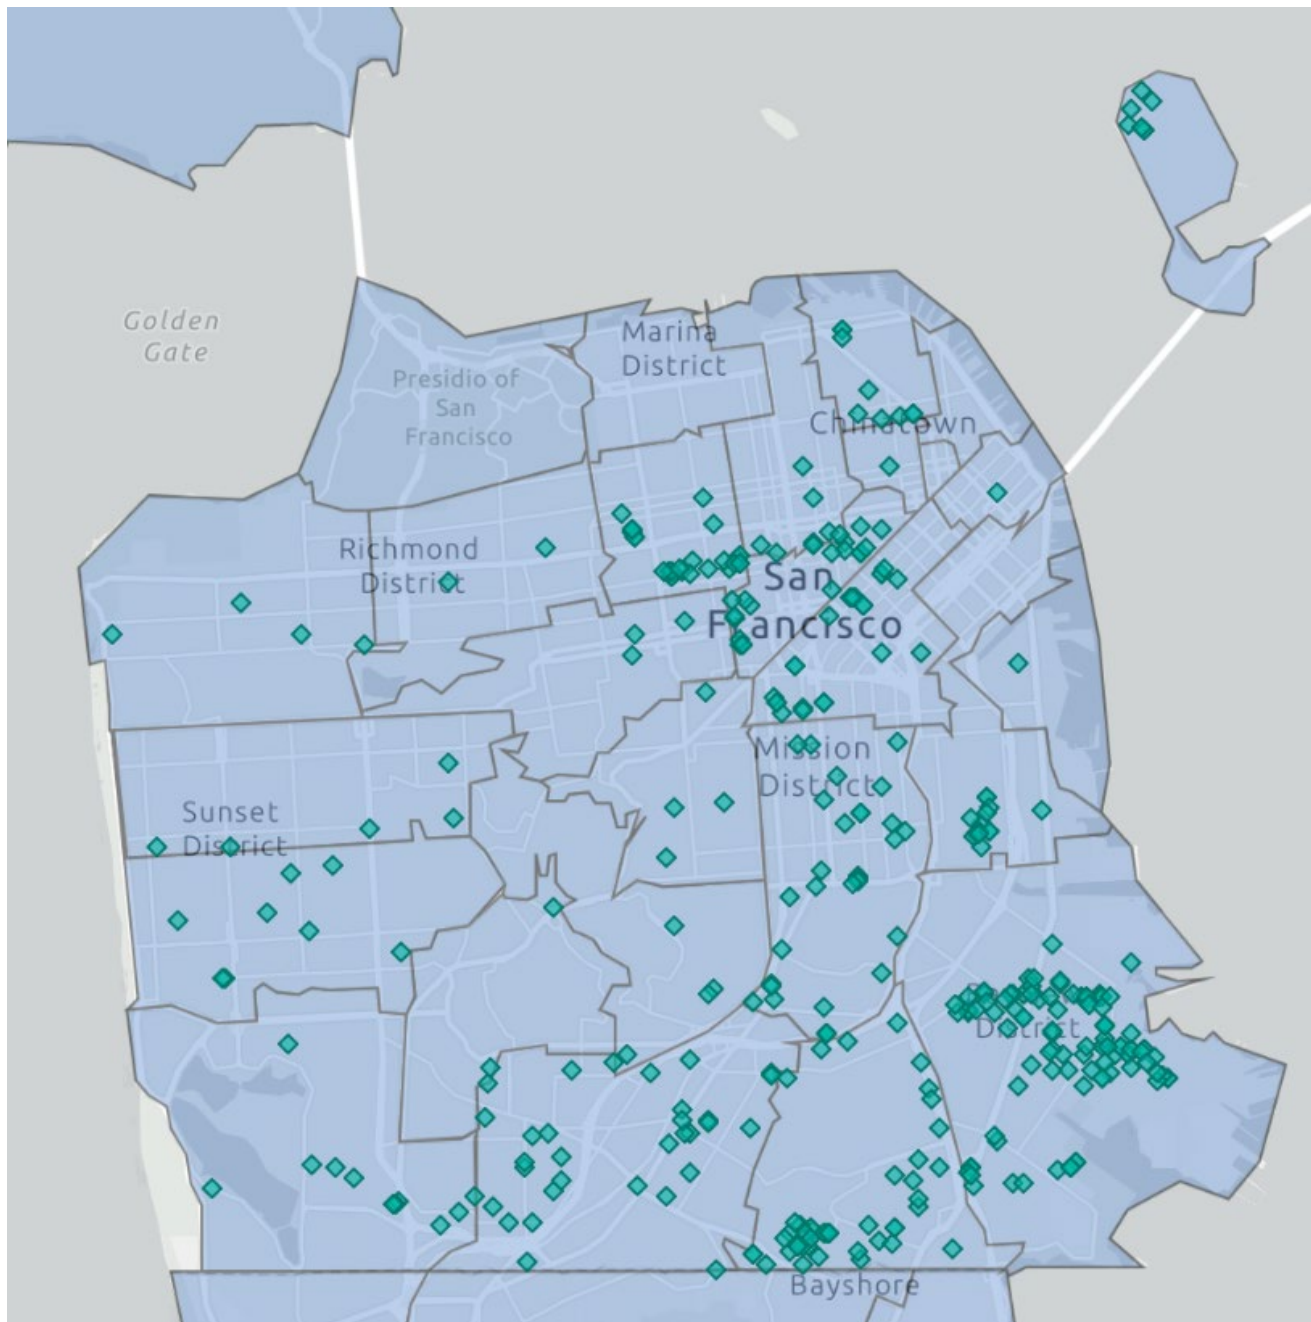 Golden
Gate
Marina
District
Presidio of
San
Francisco
Chinatown
Richmond
District
San
Francisco
Mission
District
Sunset
District
District
Bayshore